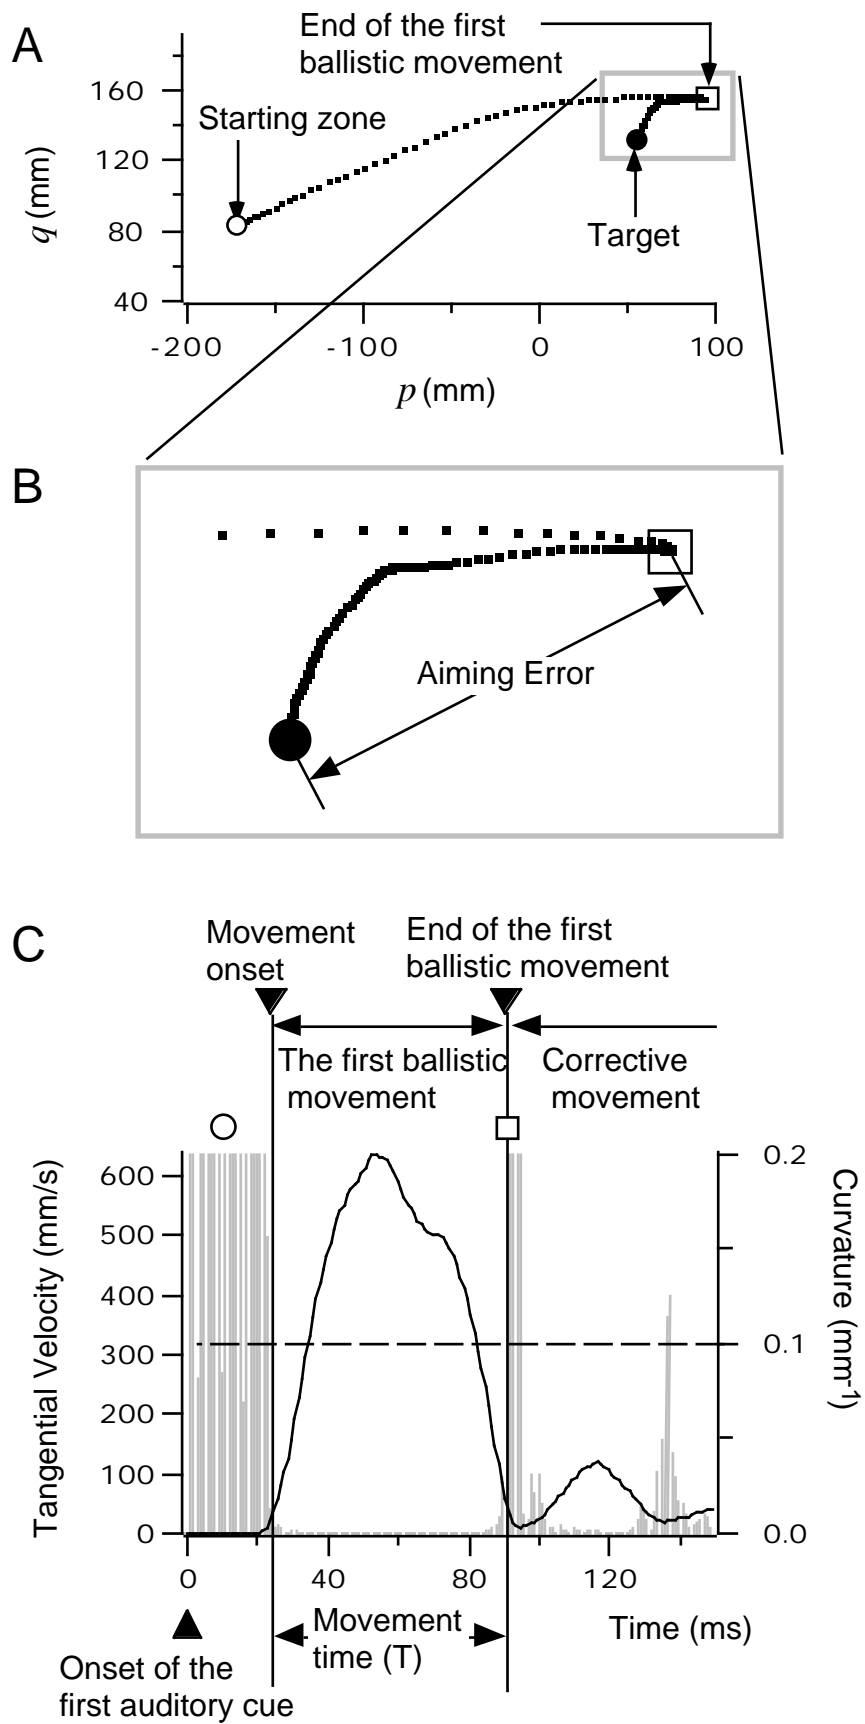 A
End of the first
ballistic movement
Starting zone
Target
160
120
80
40
q (mm)
-200 -100 0 100
p (mm)
B
Aiming Error
C
Movement
onset
End of the first
ballistic movement
The first ballistic
movement
Corrective
movement
600
500
400
300
200
100
0
Tangential Velocity (mm/s)
0.2
0.1
0.0
Curvature (mm-1)
0 40 80 120
Movement
time (T)
Time (ms)
Onset of the
first auditory cue